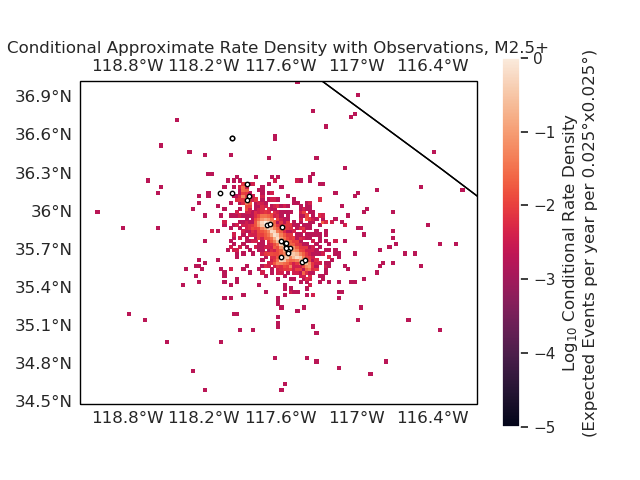 Conditional Approximate Rate Density with Observations, M2.5+
118.8°W 118.2°W 117.6°W 117°W 116.4°W
36.9°N
36.6°N
36.3°N
36°N
35.7°N
35.4°N
35.1°N
34.8°N
34.5°N
118.8°W 118.2°W 117.6°W 117°W 116.4°W
0
−1
−2
−3
−4
−5
Log10 Conditional Rate Density
(Expected Events per year per 0.025°x0.025°)